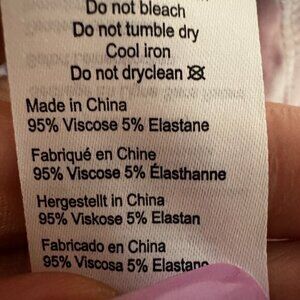 Do not bleach
Do not tumble dry
Cool iron
Do not dryclean
Made in China
95% Viscose 5% Elastane
Fabriqué en Chine
95% Viscose 5% Élasthanne
Hergestellt in China
95% Viskose 5% Elastan
Fabricado en China
95% Viscosa 5% Elastano